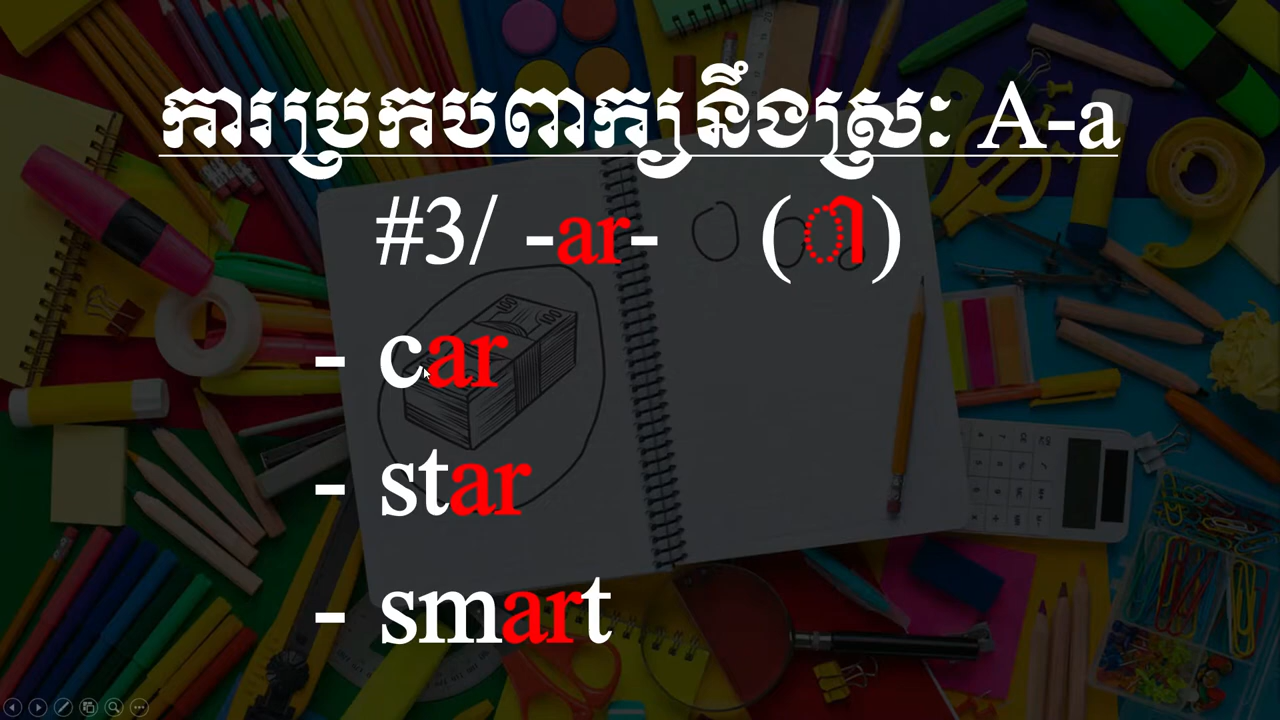 ការប្រកបពាក្យនឹងស្រៈ A-a
#3/ -ar- (ា)
- car
- star
- smart